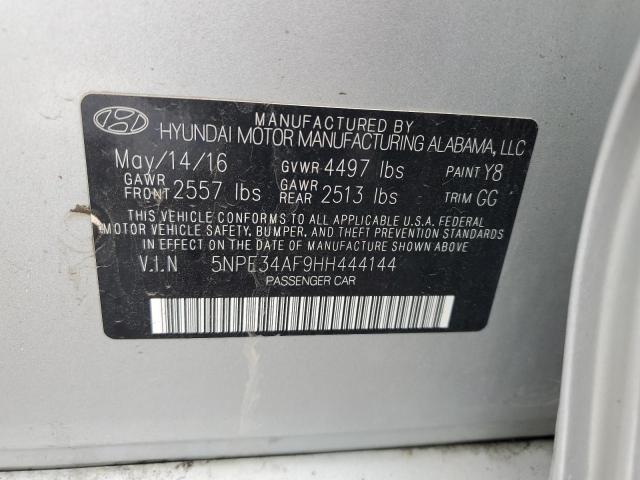 MANUFACTURED BY
HYUNDAI MOTOR MANUFACTURING ALABAMA, LLC
May/14/16 GVWR 4497 lbs PAINT Y8
GAWR FRONT 2557 lbs GAWR REAR 2513 lbs TRIM GG
THIS VEHICLE CONFORMS TO ALL APPLICABLE U.S.A. FEDERAL
MOTOR VEHICLE SAFETY, BUMPER, AND THEFT PREVENTION
STANDARDS IN EFFECT ON THE DATE OF MANUFACTURE SHOWN ABOVE.
V.I.N 5NPE34AF9HH444144
PASSENGER CAR